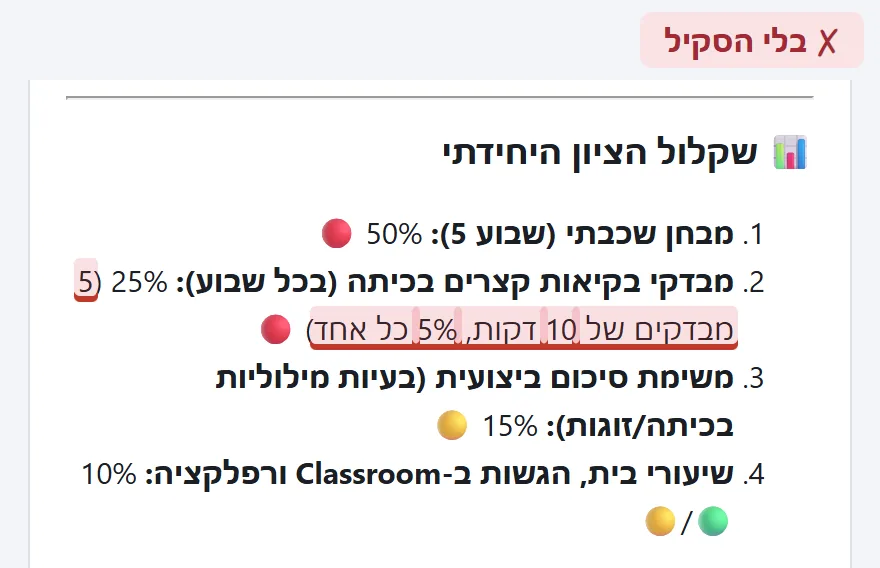 ✗ בלי הסקיל
📊 שקלול הציון היחידתי
1. מבחן שכבתי (שבוע 5): 50% 🔴
2. מבדקי בקיאות קצרים בכיתה (בכל שבוע): 25% (5
מבדקים של 10 דקות, 5% כל אחד) 🔴
3. משימת סיכום ביצועית (בעיות מילוליות
בכיתה/זוגות): 15% 🟡
4. שיעורי בית, הגשות ב-Classroom ורפלקציה: 10%
🟢/🟡